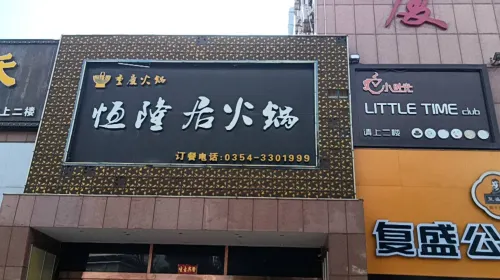 重庆火锅
恒隆居火锅
订餐电话:0354-3301999
上二楼
小时光
LITTLE TIME club
请上二楼
复盛公